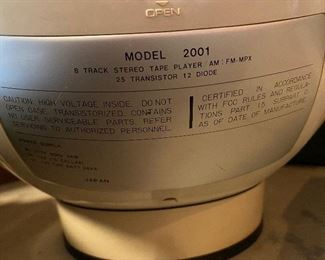 OPEN
MODEL 2001
8 TRACK STEREO TAPE PLAYER AM/FM-MPX
25 TRANSISTOR 12 DIODE
CAUTION: HIGH VOLTAGE INSIDE. DO NOT
OPEN CASE. TRANSISTORIZED. CONTAINS
NO USER SERVICEABLE PARTS. REFER
SERVICING TO AUTHORIZED PERSONNEL.
CERTIFIED IN ACCORDANCE
WITH FCC RULES AND REGULA-
TIONS PART 15 SUBPART
AS OF DATE OF MANUFACTURE.
JAPAN